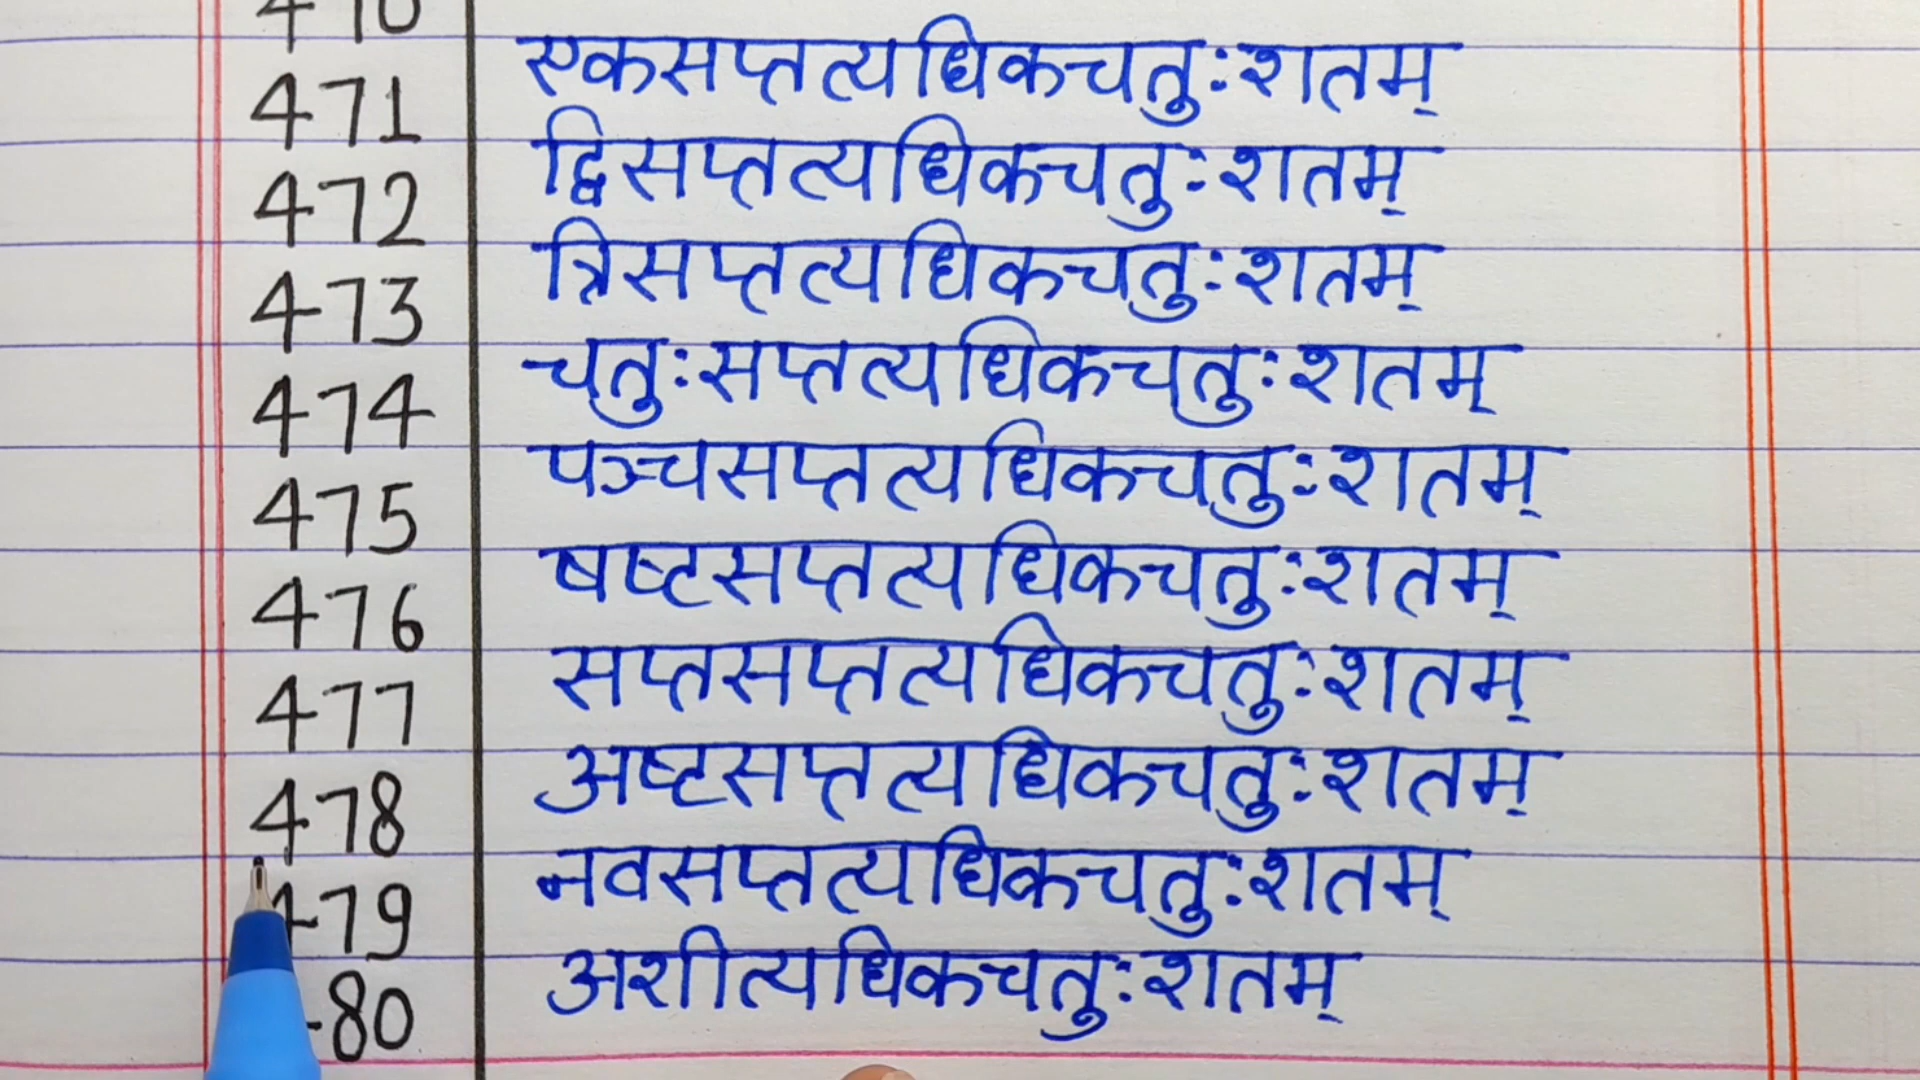 470
471 एकसप्तत्यधिकचतुःशतम्
472 द्विसप्तत्यधिकचतुःशतम्
473 त्रिसप्तत्यधिकचतुःशतम्
474 चतुःसप्तत्यधिकचतुःशतम्
475 पञ्चसप्तत्यधिकचतुःशतम्
476 षष्टसप्तत्यधिकचतुःशतम्
477 सप्तसप्तत्यधिकचतुःशतम्
478 अष्टसप्तत्यधिकचतुःशतम्
479 नवसप्तत्यधिकचतुःशतम्
80 अशीत्यधिकचतुःशतम्